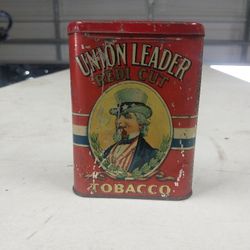 UNION LEADER
REDI CUT
TOBACCO